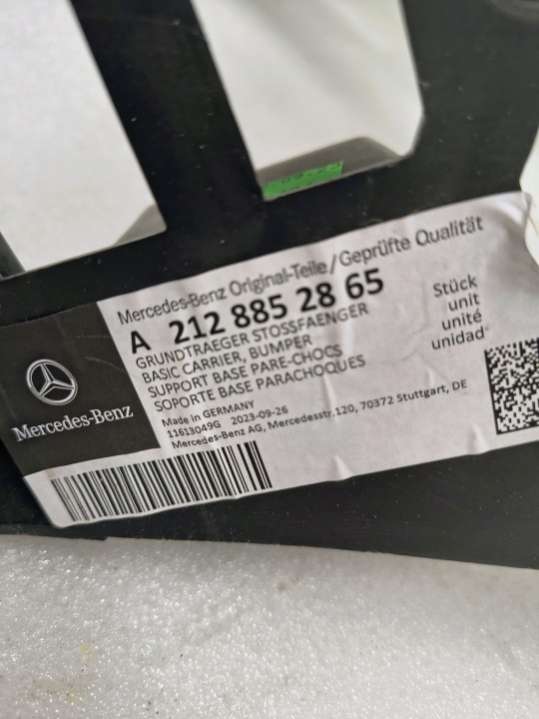 Mercedes-Benz Original-Teile/Geprüfte Qualität
A 212 885 28 65
GRUNDTRAEGER STOSSFAENGER
BASIC CARRIER, BUMPER
SUPPORT BASE PARE-CHOCS
SOPORTE BASE PARACHOQUES
Stück
unit
unité
unidad
Made in GERMANY
11613049G 2023-09-26
Mercedes-Benz AG, Mercedesstr.120, 70372 Stuttgart, DE
Mercedes-Benz